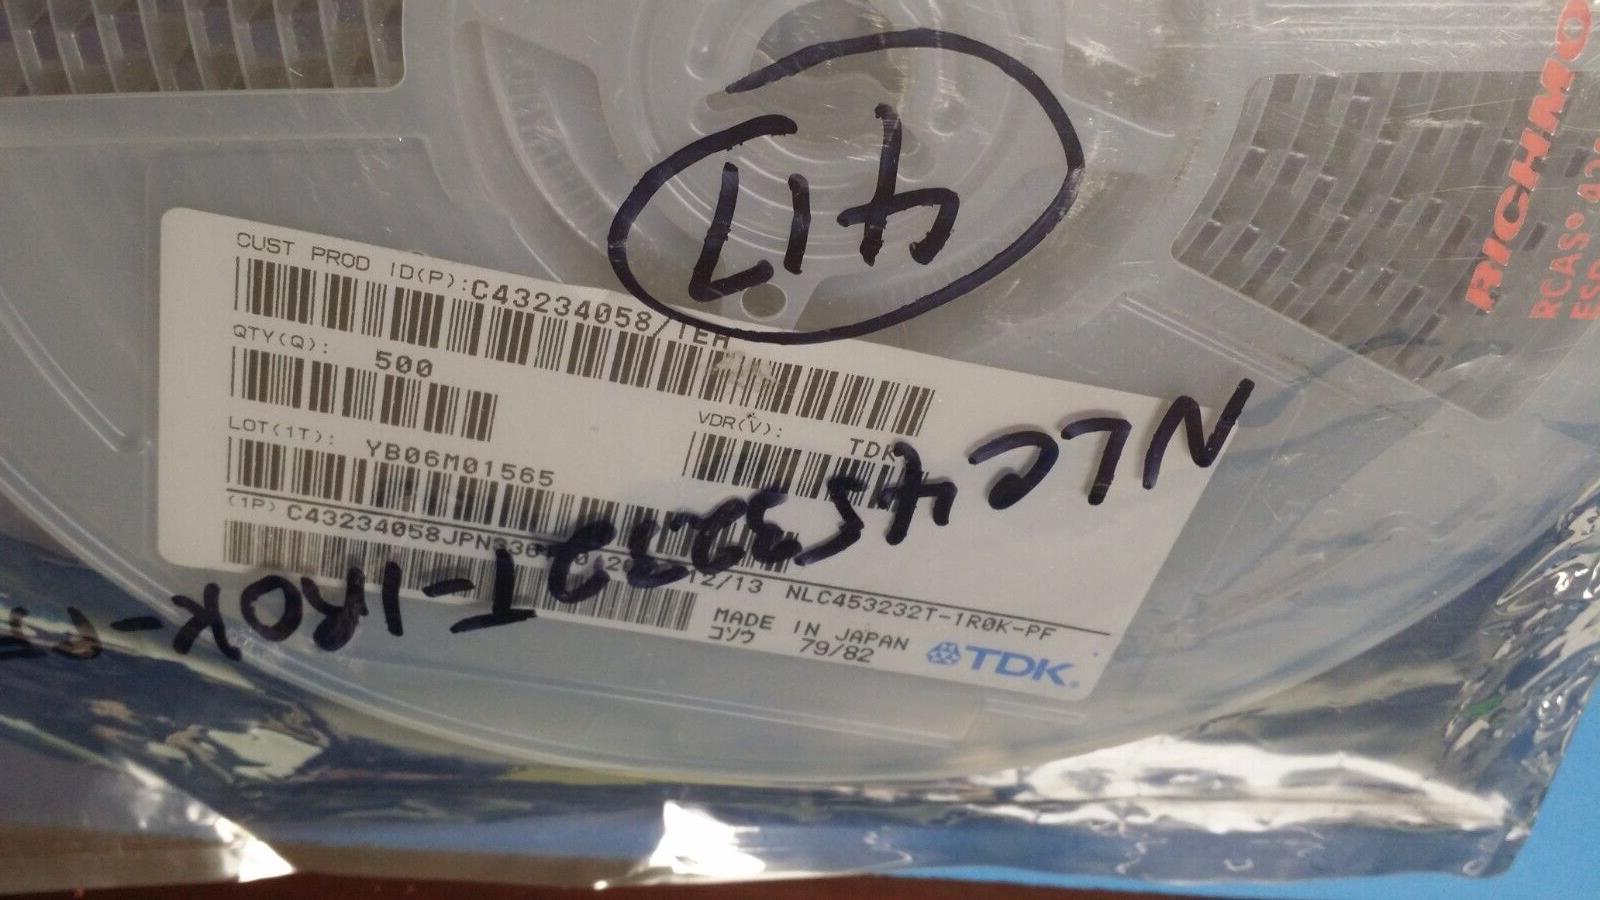 417
RICHMO
RCAS®
ESD
CUST PROD ID(P): C43234058/TEH
QTY(Q): 500
VDR(V): TDK
LOT(1T): YB06M01565
(1P) C43234058JPN 12/13 NLC453232T-1R0K-PF
MADE IN JAPAN
コソウ 79/82
TDK
NLC453232T-1R0K-PF